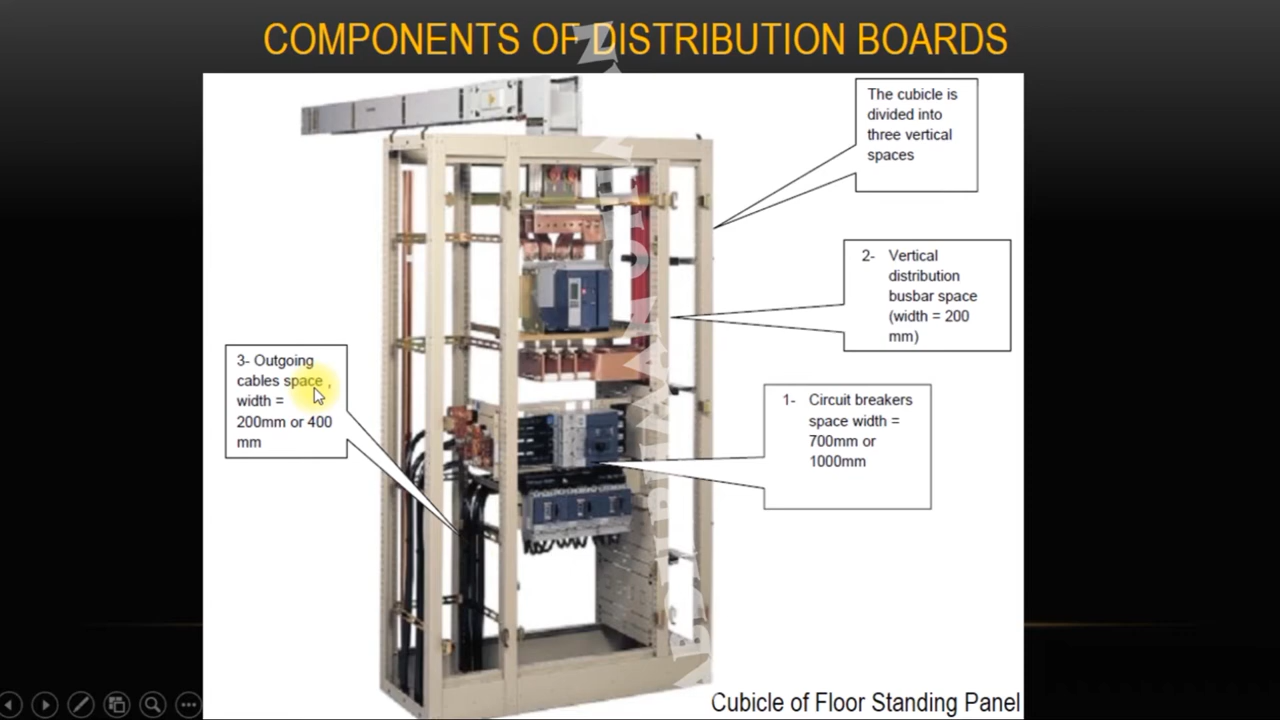 COMPONENTS OF DISTRIBUTION BOARDS
The cubicle is
divided into
three vertical
spaces
2- Vertical
distribution
busbar space
(width = 200
mm)
3- Outgoing
cables space ,
width =
200mm or 400
mm
1- Circuit breakers
space width =
700mm or
1000mm
Cubicle of Floor Standing Panel